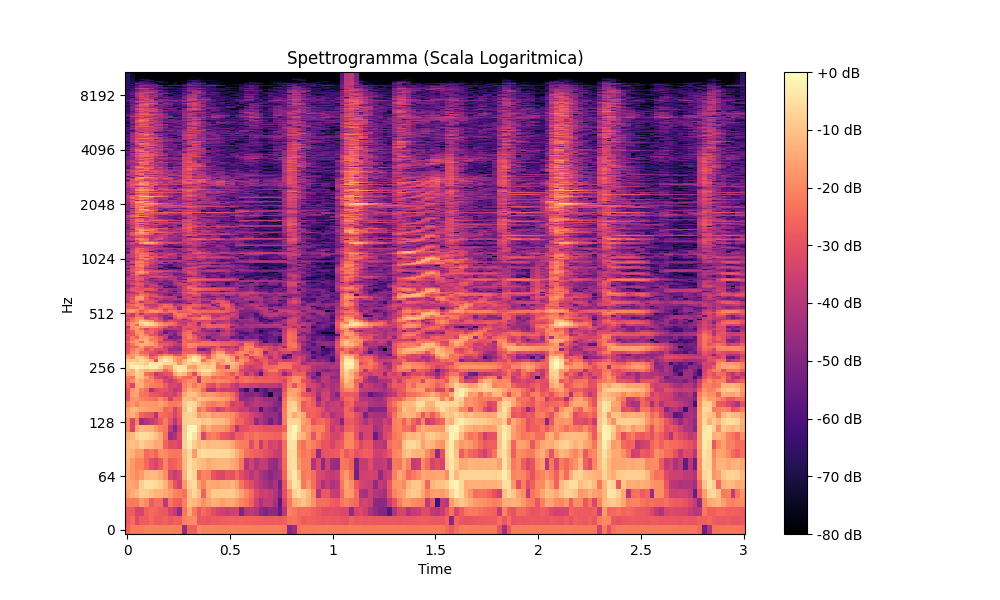 Spettrogramma (Scala Logaritmica)
Hz
8192
4096
2048
1024
512
256
128
64
0
0 0.5 1 1.5 2 2.5 3
Time
+0 dB
-10 dB
-20 dB
-30 dB
-40 dB
-50 dB
-60 dB
-70 dB
-80 dB